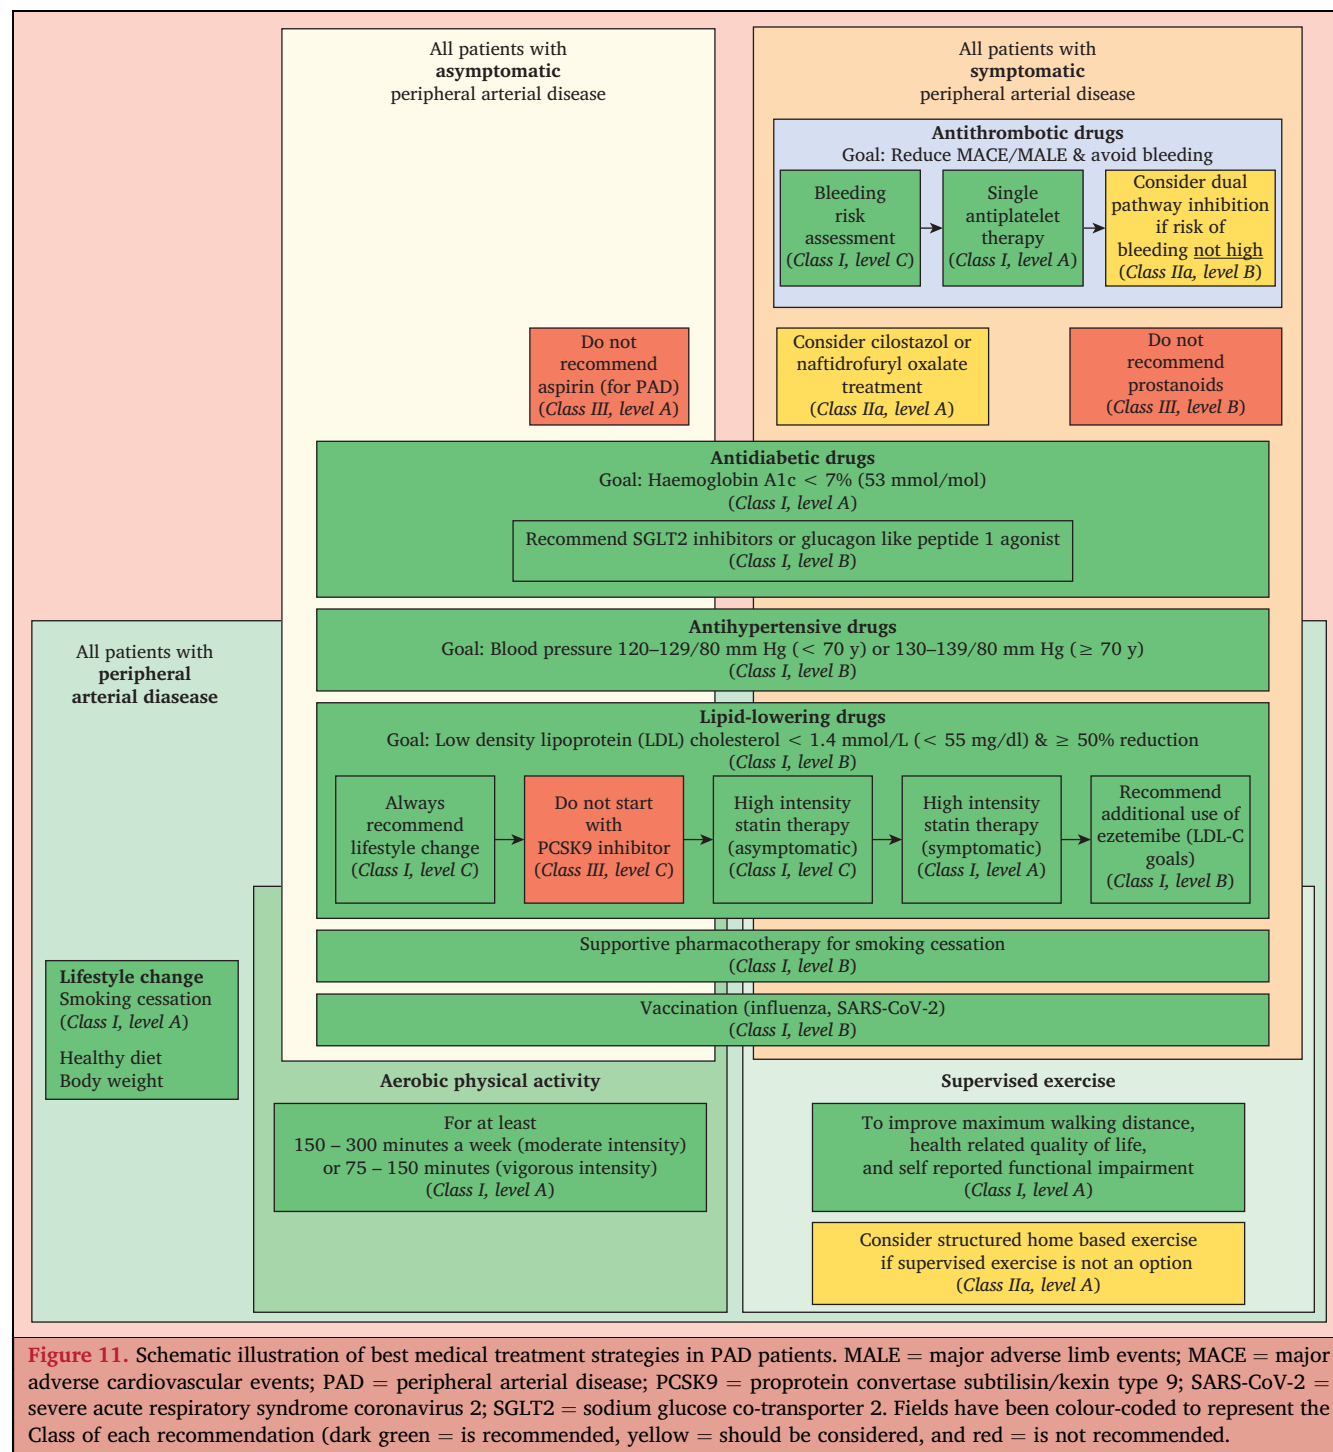 All patients with
asymptomatic
peripheral arterial disease
All patients with
symptomatic
peripheral arterial disease
Antithrombotic drugs
Goal: Reduce MACE/MALE & avoid bleeding
Bleeding
risk
assessment
(Class I, level C)
Single
antiplatelet
therapy
(Class I, level A)
Consider dual
pathway inhibition
if risk of
bleeding not high
(Class IIa, level B)
Do not
recommend
aspirin (for PAD)
(Class III, level A)
Consider cilostazol or
naftidrofuryl oxalate
treatment
(Class IIa, level A)
Do not
recommend
prostanoids
(Class III, level B)
Antidiabetic drugs
Goal: Haemoglobin A1c < 7% (53 mmol/mol)
(Class I, level A)
Recommend SGLT2 inhibitors or glucagon like peptide 1 agonist
(Class I, level B)
Antihypertensive drugs
Goal: Blood pressure 120–129/80 mm Hg (< 70 y) or 130–139/80 mm Hg (≥ 70 y)
(Class I, level B)
All patients with
peripheral
arterial diasease
Lipid-lowering drugs
Goal: Low density lipoprotein (LDL) cholesterol < 1.4 mmol/L (< 55 mg/dl) & ≥ 50% reduction
(Class I, level B)
Always
recommend
lifestyle change
(Class I, level C)
Do not start
with
PCSK9 inhibitor
(Class III, level C)
High intensity
statin therapy
(asymptomatic)
(Class I, level C)
High intensity
statin therapy
(symptomatic)
(Class I, level A)
Recommend
additional use of
ezetemibe (LDL-C
goals)
(Class I, level B)
Supportive pharmacotherapy for smoking cessation
(Class I, level B)
Vaccination (influenza, SARS-CoV-2)
(Class I, level B)
Lifestyle change
Smoking cessation
(Class I, level A)
Healthy diet
Body weight
Aerobic physical activity
For at least
150 – 300 minutes a week (moderate intensity)
or 75 – 150 minutes (vigorous intensity)
(Class I, level A)
Supervised exercise
To improve maximum walking distance,
health related quality of life,
and self reported functional impairment
(Class I, level A)
Consider structured home based exercise
if supervised exercise is not an option
(Class IIa, level A)
Figure 11. Schematic illustration of best medical treatment strategies in PAD patients. MALE = major adverse limb events; MACE = major
adverse cardiovascular events; PAD = peripheral arterial disease; PCSK9 = proprotein convertase subtilisin/kexin type 9; SARS-CoV-2 =
severe acute respiratory syndrome coronavirus 2; SGLT2 = sodium glucose co-transporter 2. Fields have been colour-coded to represent the
Class of each recommendation (dark green = is recommended, yellow = should be considered, and red = is not recommended.